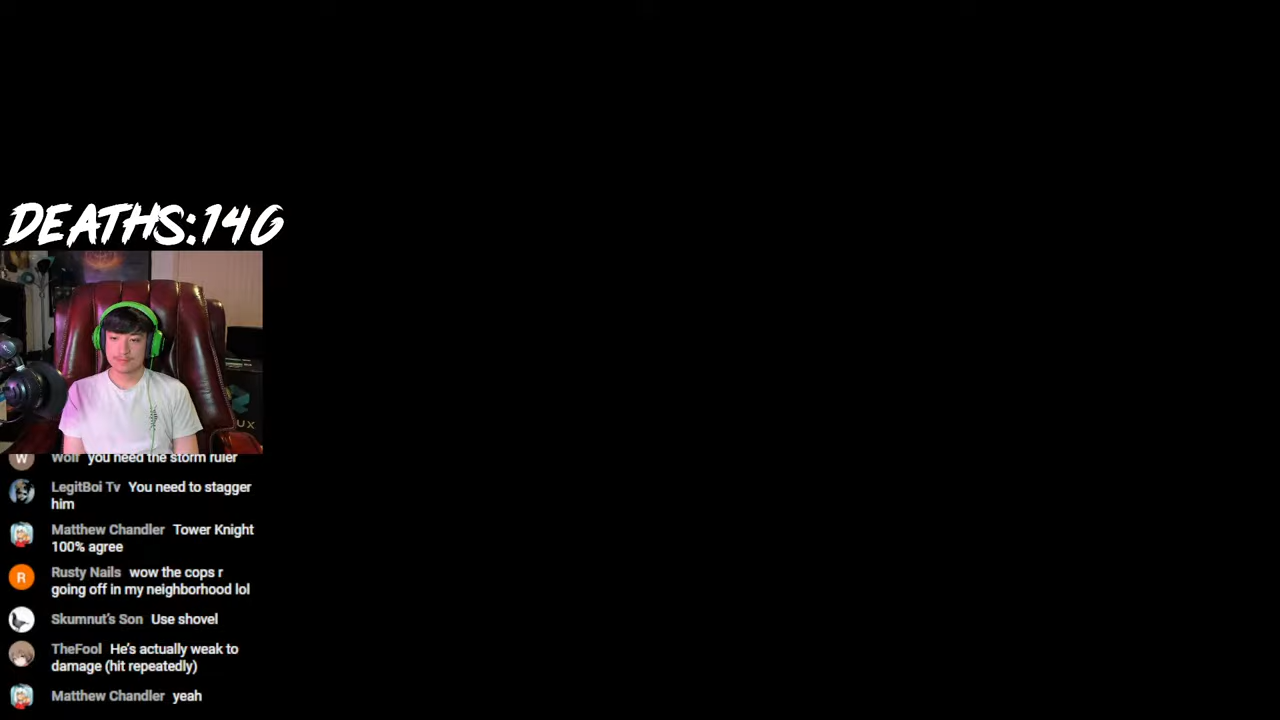 DEATHS:146
UX
W Wolf you need the storm ruler
LegitBoi Tv You need to stagger
him
Matthew Chandler Tower Knight
100% agree
R Rusty Nails wow the cops r
going off in my neighborhood lol
Skumnut's Son Use shovel
TheFool He's actually weak to
damage (hit repeatedly)
Matthew Chandler yeah